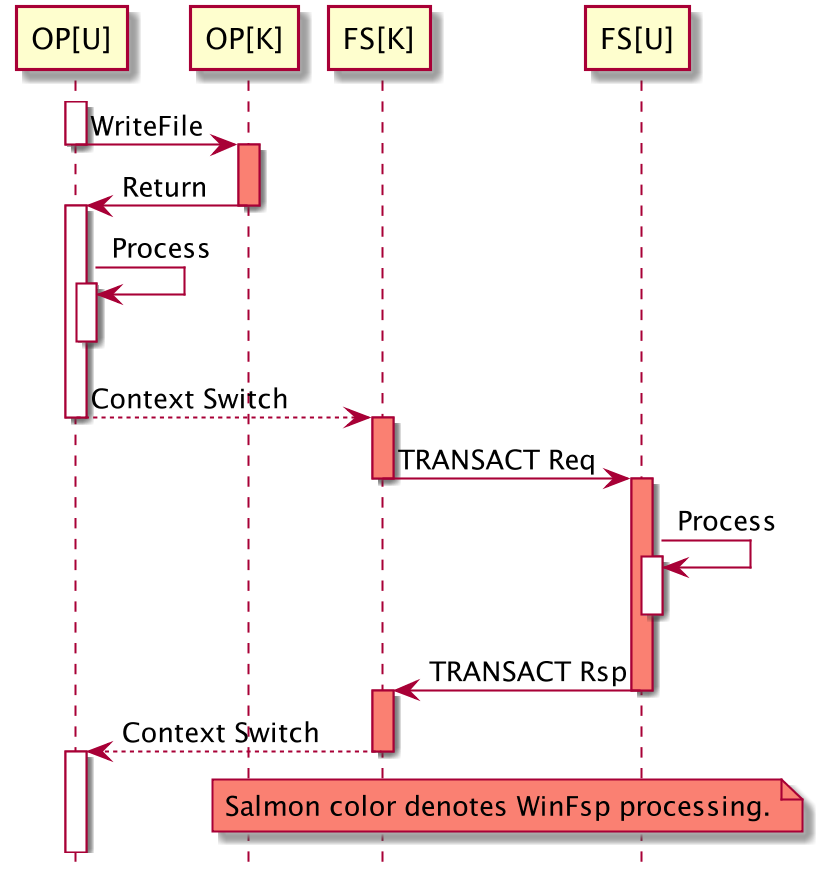 OP[U] OP[K] FS[K] FS[U]
WriteFile
Return
Process
Context Switch
TRANSACT Req
Process
TRANSACT Rsp
Context Switch
Salmon color denotes WinFsp processing.